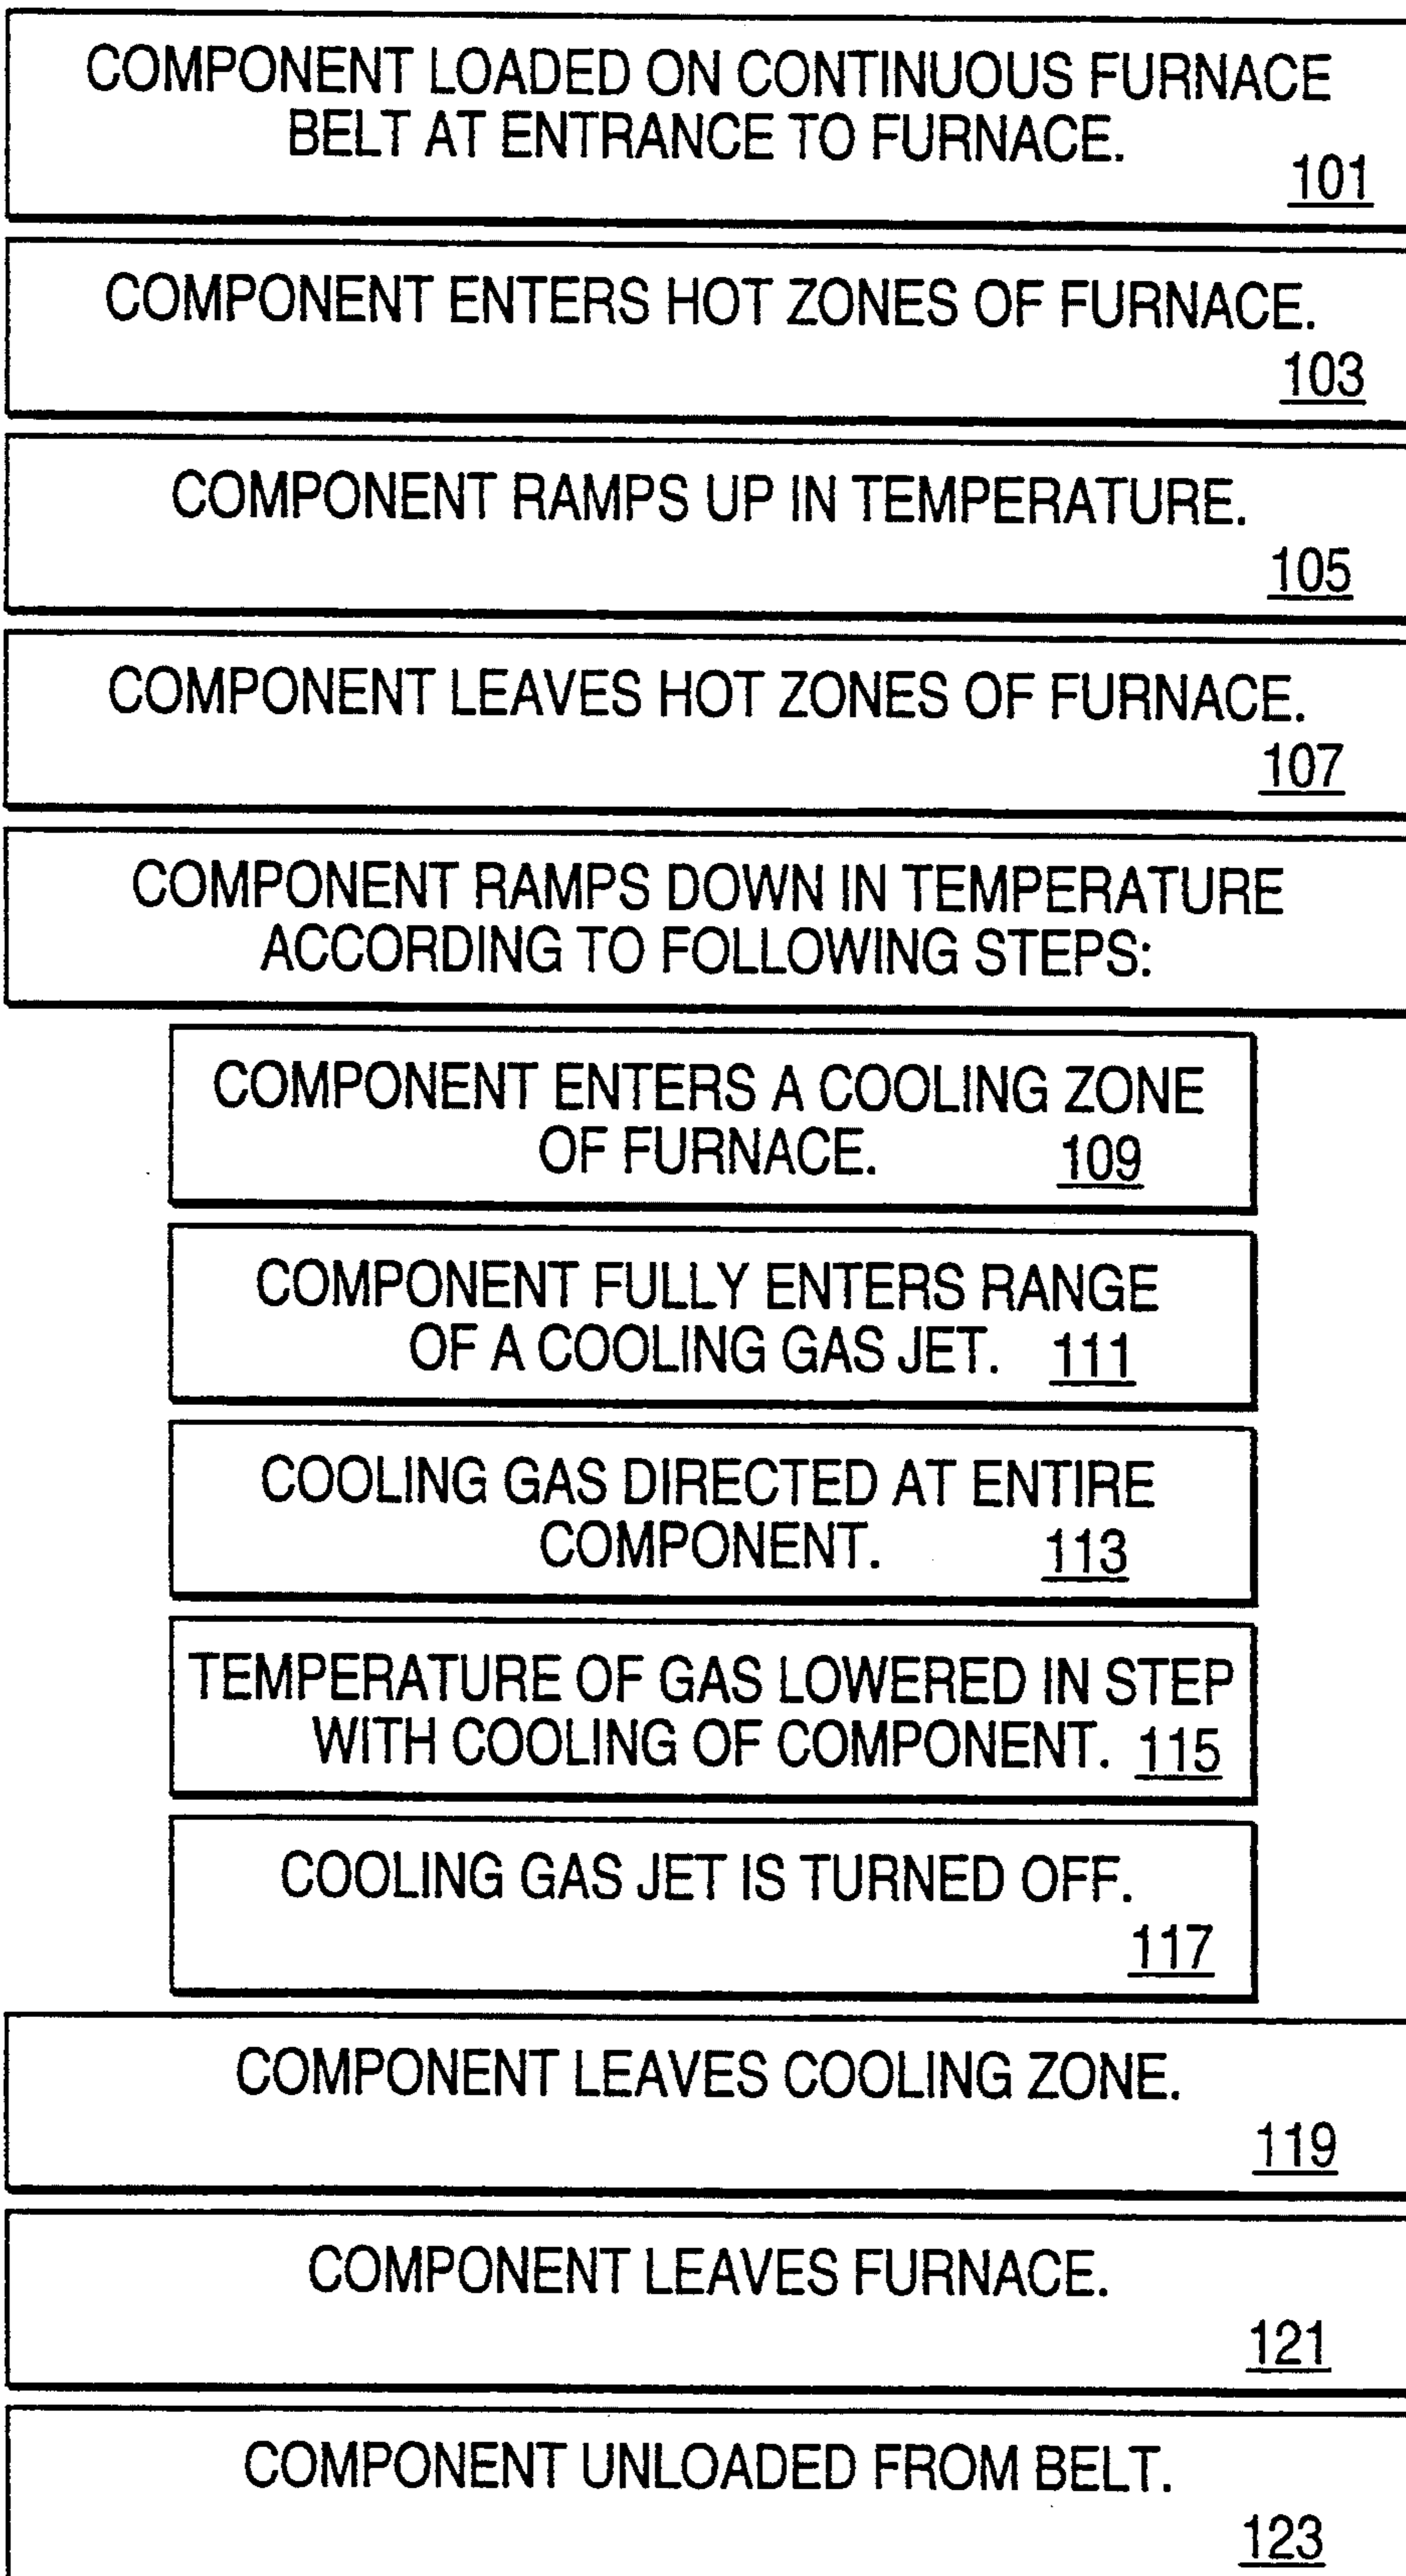 COMPONENT LOADED ON CONTINUOUS FURNACE
BELT AT ENTRANCE TO FURNACE.
101
COMPONENT ENTERS HOT ZONES OF FURNACE.
103
COMPONENT RAMPS UP IN TEMPERATURE.
105
COMPONENT LEAVES HOT ZONES OF FURNACE.
107
COMPONENT RAMPS DOWN IN TEMPERATURE
ACCORDING TO FOLLOWING STEPS:
COMPONENT ENTERS A COOLING ZONE
OF FURNACE. 109
COMPONENT FULLY ENTERS RANGE
OF A COOLING GAS JET. 111
COOLING GAS DIRECTED AT ENTIRE
COMPONENT. 113
TEMPERATURE OF GAS LOWERED IN STEP
WITH COOLING OF COMPONENT. 115
COOLING GAS JET IS TURNED OFF.
117
COMPONENT LEAVES COOLING ZONE.
119
COMPONENT LEAVES FURNACE.
121
COMPONENT UNLOADED FROM BELT.
123